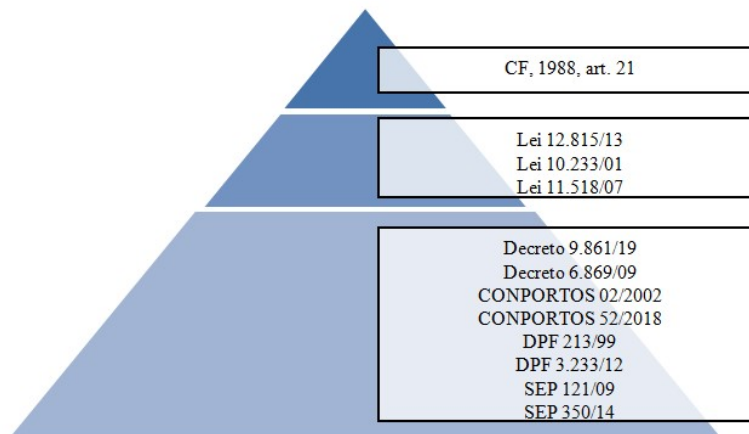 CF, 1988, art. 21
Lei 12.815/13
Lei 10.233/01
Lei 11.518/07
Decreto 9.861/19
Decreto 6.869/09
CONPORTOS 02/2002
CONPORTOS 52/2018
DPF 213/99
DPF 3.233/12
SEP 121/09
SEP 350/14